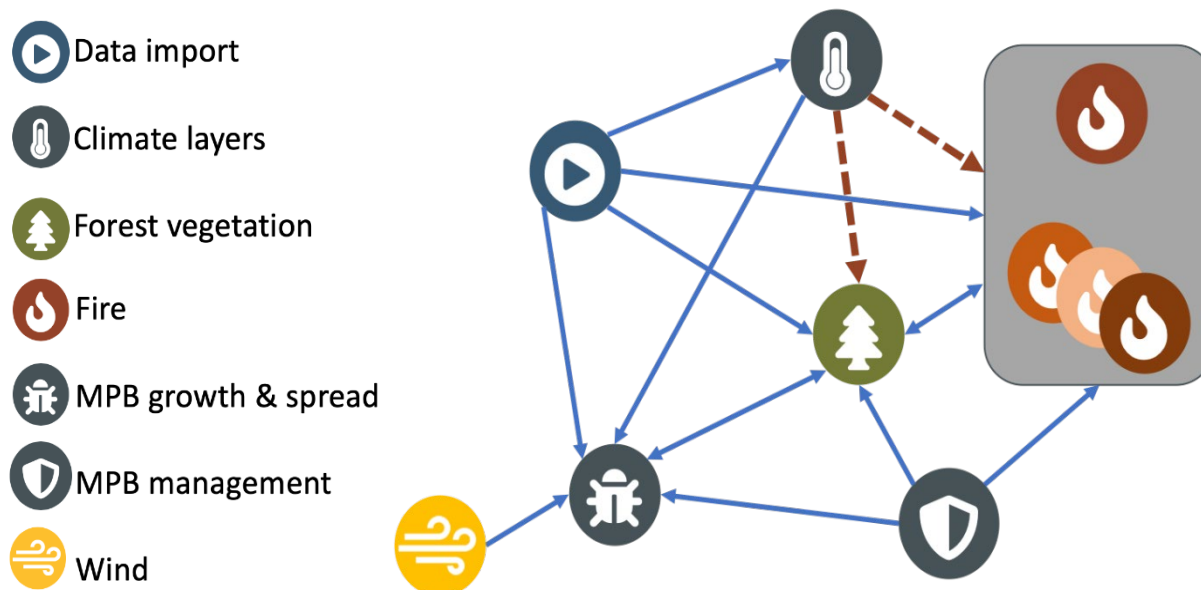 Data import
Climate layers
Forest vegetation
Fire
MPB growth & spread
MPB management
Wind